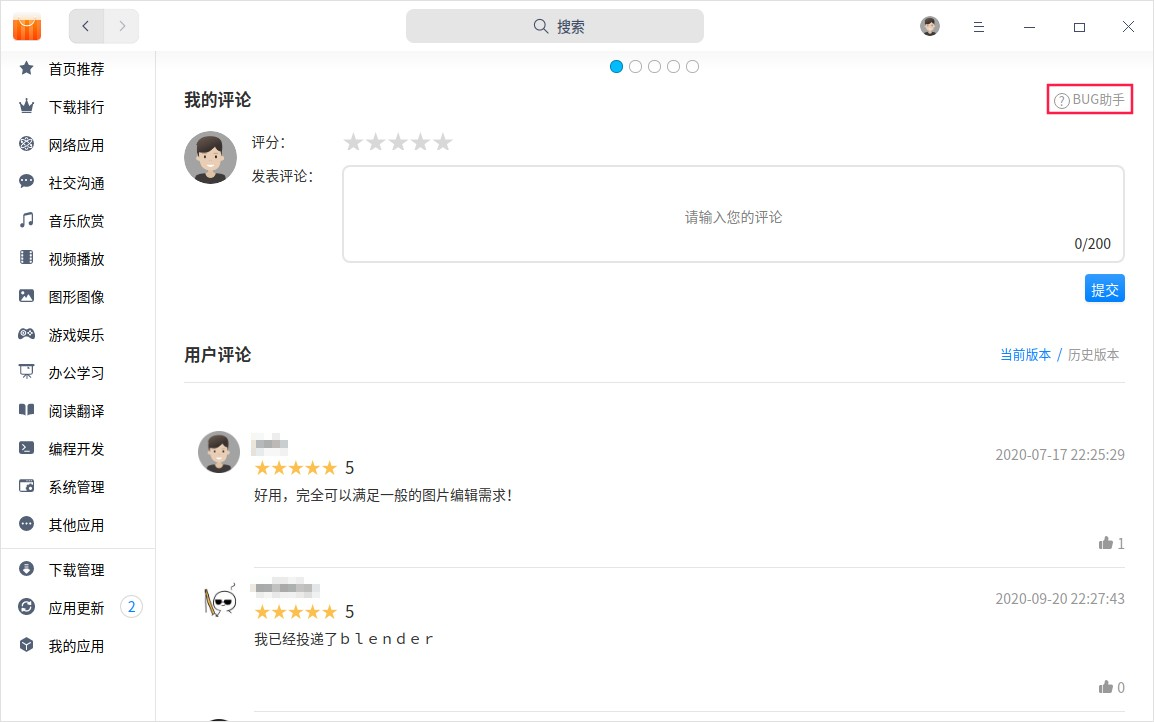 搜索
首页推荐
下载排行
网络应用
社交沟通
音乐欣赏
视频播放
图形图像
游戏娱乐
办公学习
阅读翻译
编程开发
系统管理
其他应用
下载管理
应用更新 2
我的应用
我的评论
?BUG助手
评分：
发表评论：
请输入您的评论
0/200
提交
用户评论
当前版本 / 历史版本
2020-07-17 22:25:29
5
好用，完全可以满足一般的图片编辑需求！
1
2020-09-20 22:27:43
5
我已经投递了ｂｌｅｎｄｅｒ
0